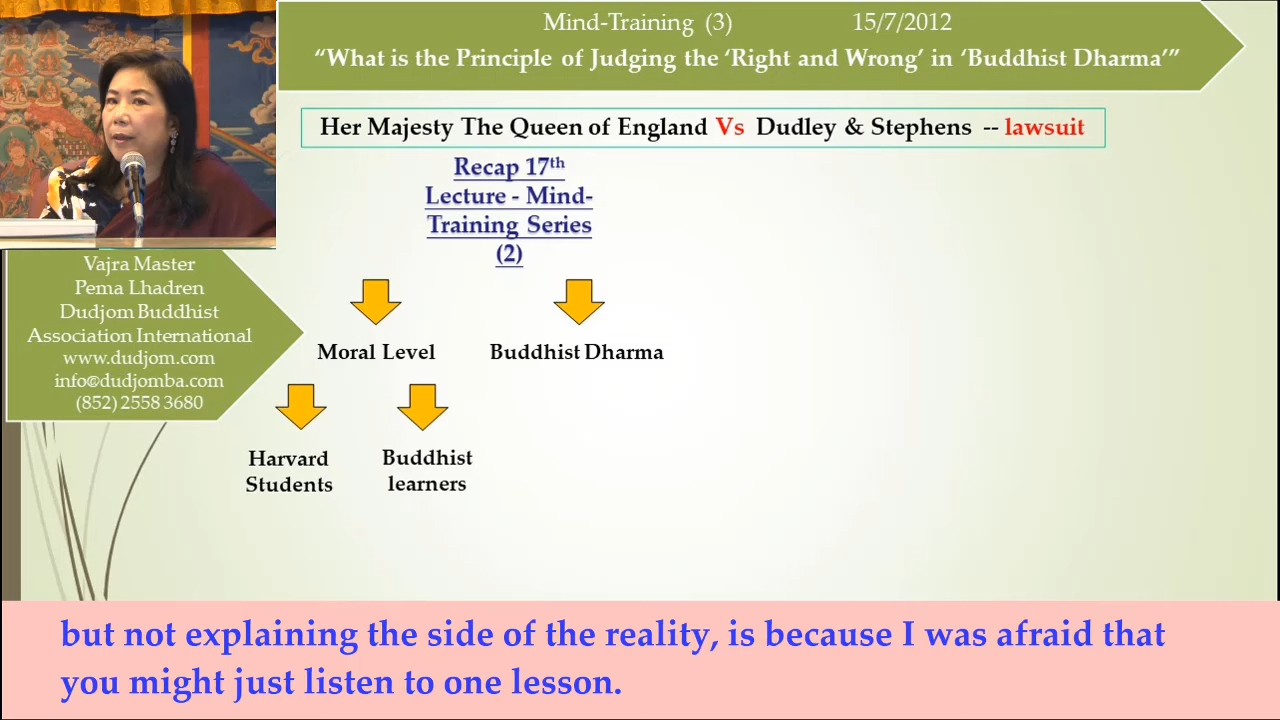 Mind-Training (3) 15/7/2012
“What is the Principle of Judging the ‘Right and Wrong’ in ‘Buddhist Dharma’”
Her Majesty The Queen of England Vs Dudley & Stephens -- lawsuit
Recap 17th
Lecture - Mind-
Training Series
(2)
Vajra Master
Pema Lhadren
Dudjom Buddhist
Association International
www.dudjom.com
info@dudjomba.com
(852) 2558 3680
Moral Level
Buddhist Dharma
Harvard
Students
Buddhist
learners
but not explaining the side of the reality, is because I was afraid that
you might just listen to one lesson.